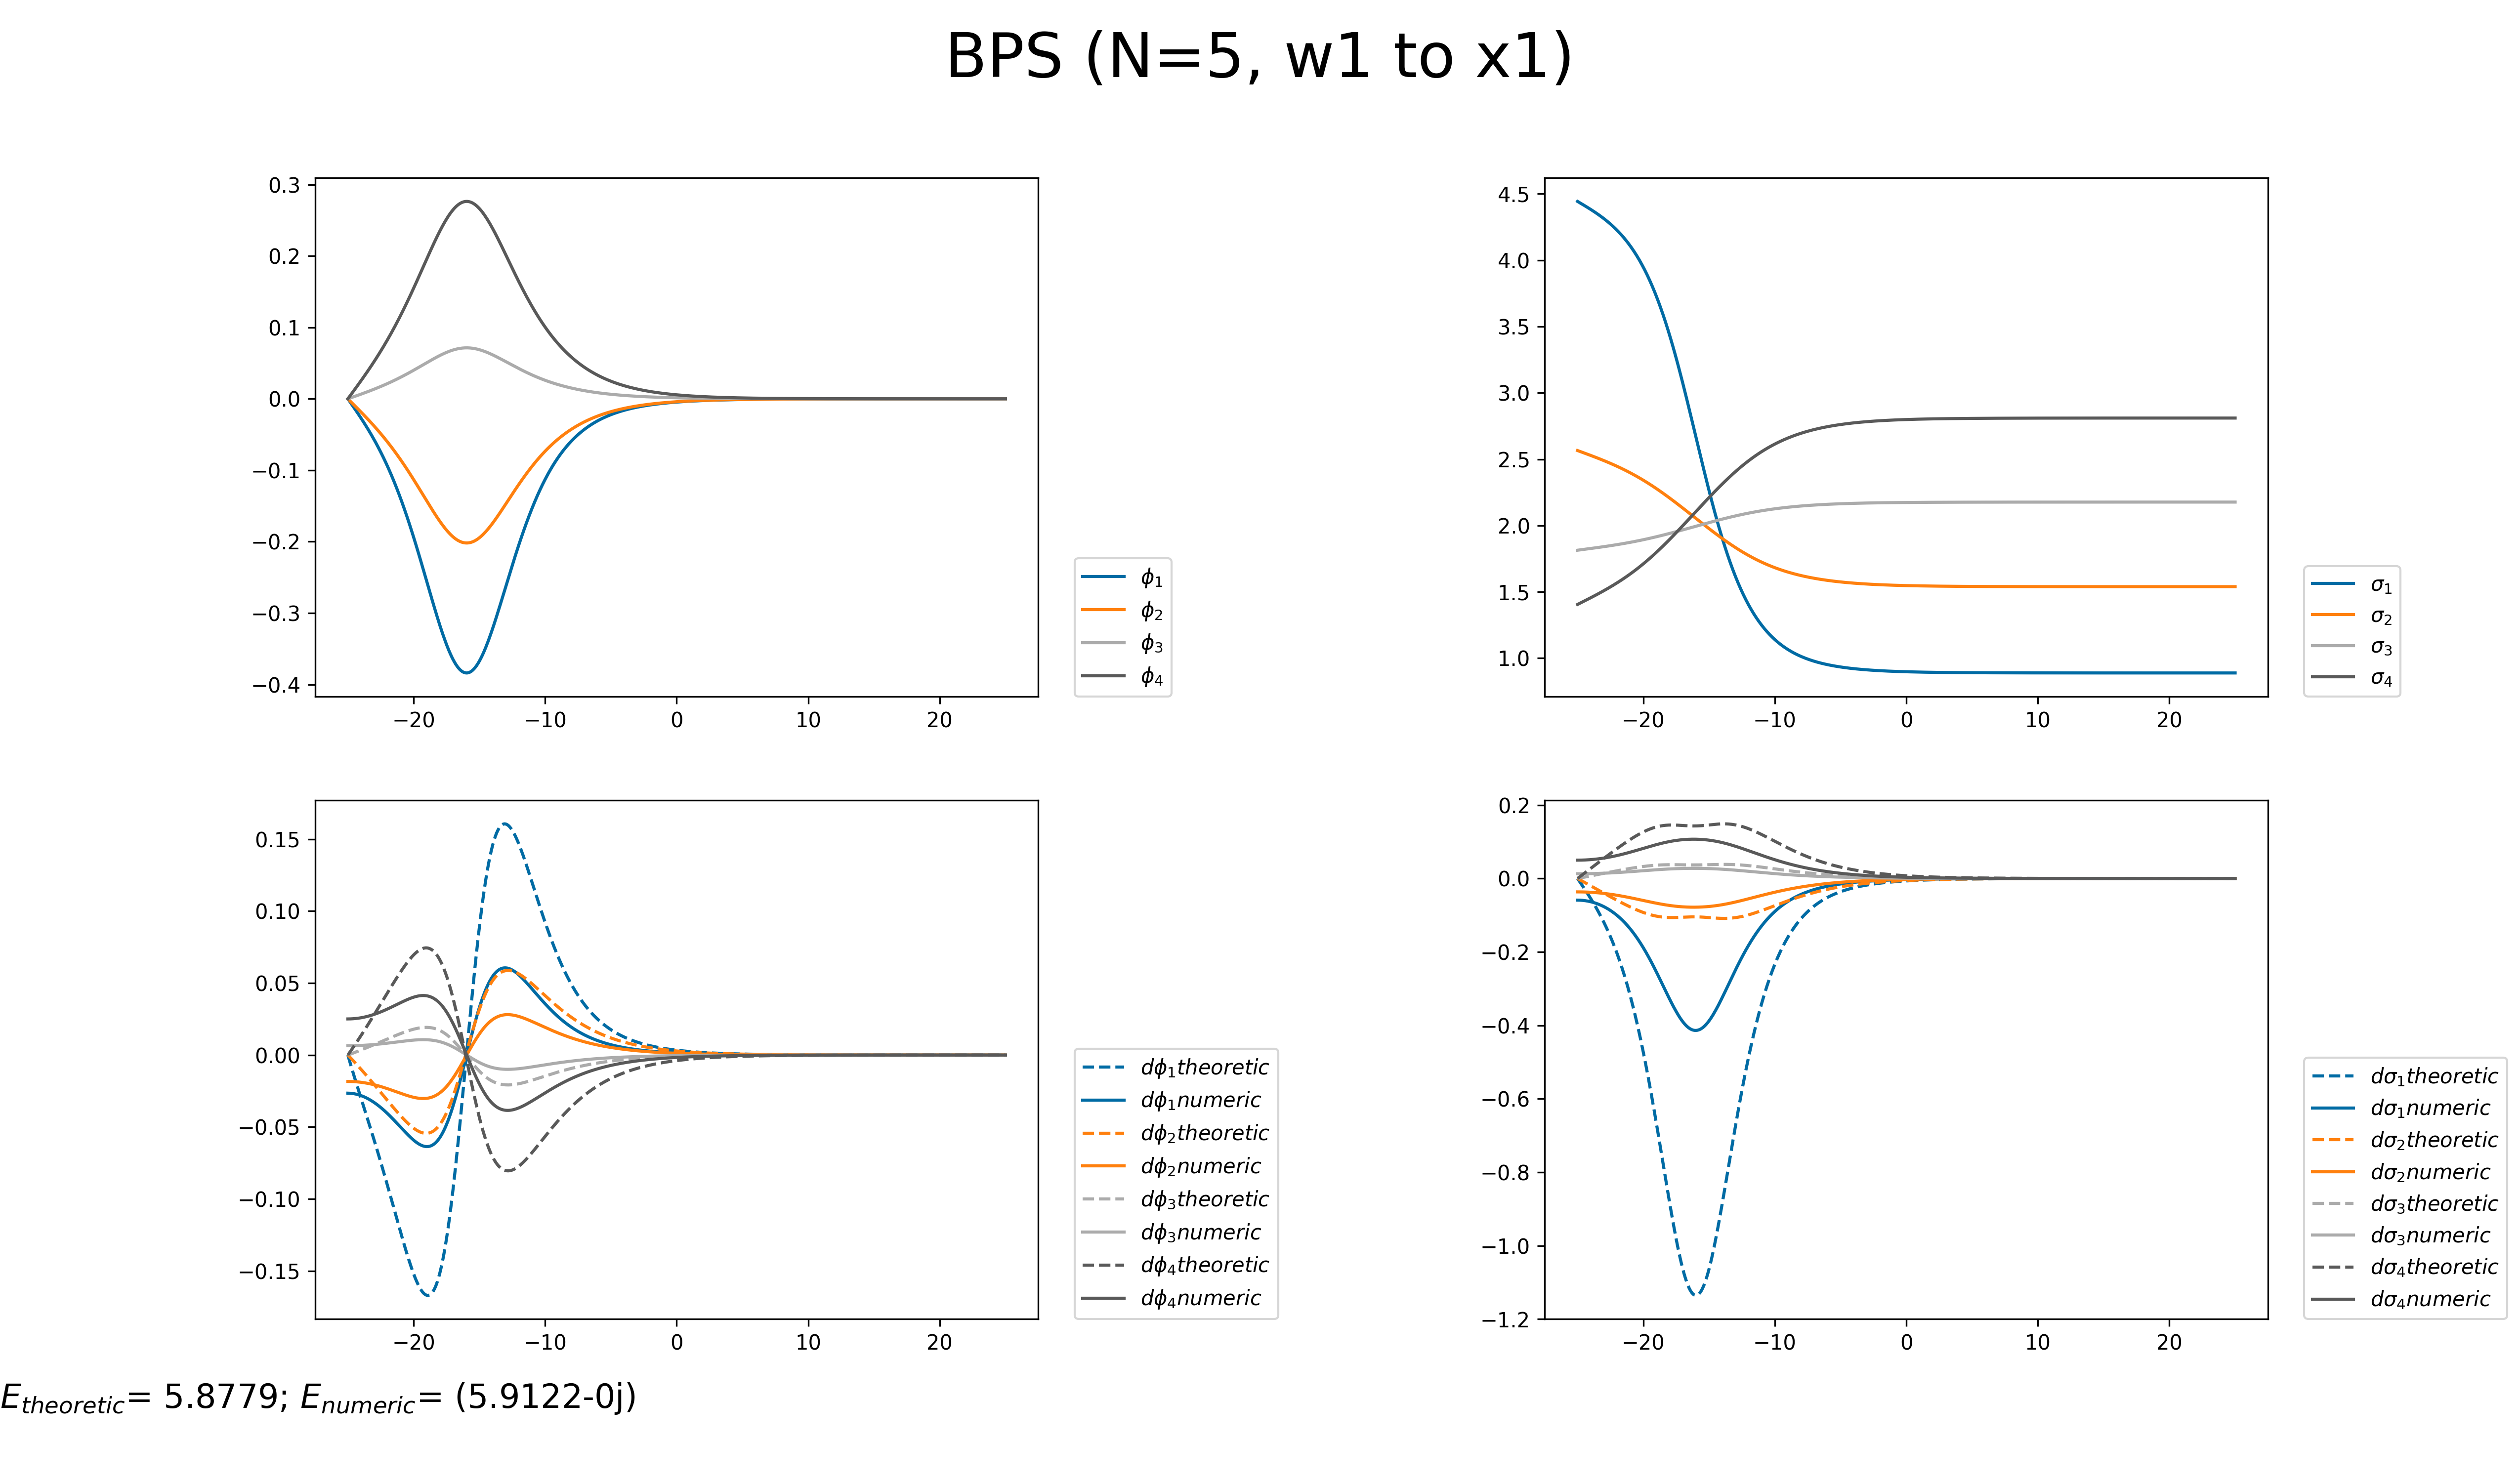 BPS (N=5, w1 to x1)
0.3
0.2
0.1
0.0
−0.1
−0.2
−0.3
−0.4
−20 −10 0 10 20
ϕ₁
ϕ₂
ϕ₃
ϕ₄
4.5
4.0
3.5
3.0
2.5
2.0
1.5
1.0
−20 −10 0 10 20
σ₁
σ₂
σ₃
σ₄
0.15
0.10
0.05
0.00
−0.05
−0.10
−0.15
−20 −10 0 10 20
dϕ₁theoretic
dϕ₁numeric
dϕ₂theoretic
dϕ₂numeric
dϕ₃theoretic
dϕ₃numeric
dϕ₄theoretic
dϕ₄numeric
0.2
0.0
−0.2
−0.4
−0.6
−0.8
−1.0
−1.2
−20 −10 0 10 20
dσ₁theoretic
dσ₁numeric
dσ₂theoretic
dσ₂numeric
dσ₃theoretic
dσ₃numeric
dσ₄theoretic
dσ₄numeric
E_theoretic= 5.8779; E_numeric= (5.9122-0j)